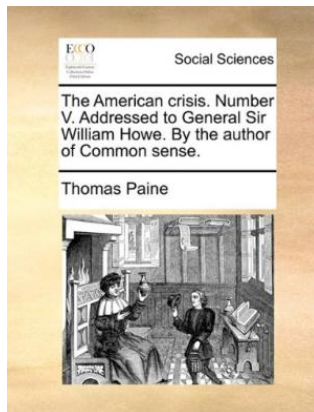 ECCO
Social Sciences
The American crisis. Number
V. Addressed to General Sir
William Howe. By the author
of Common sense.
Thomas Paine